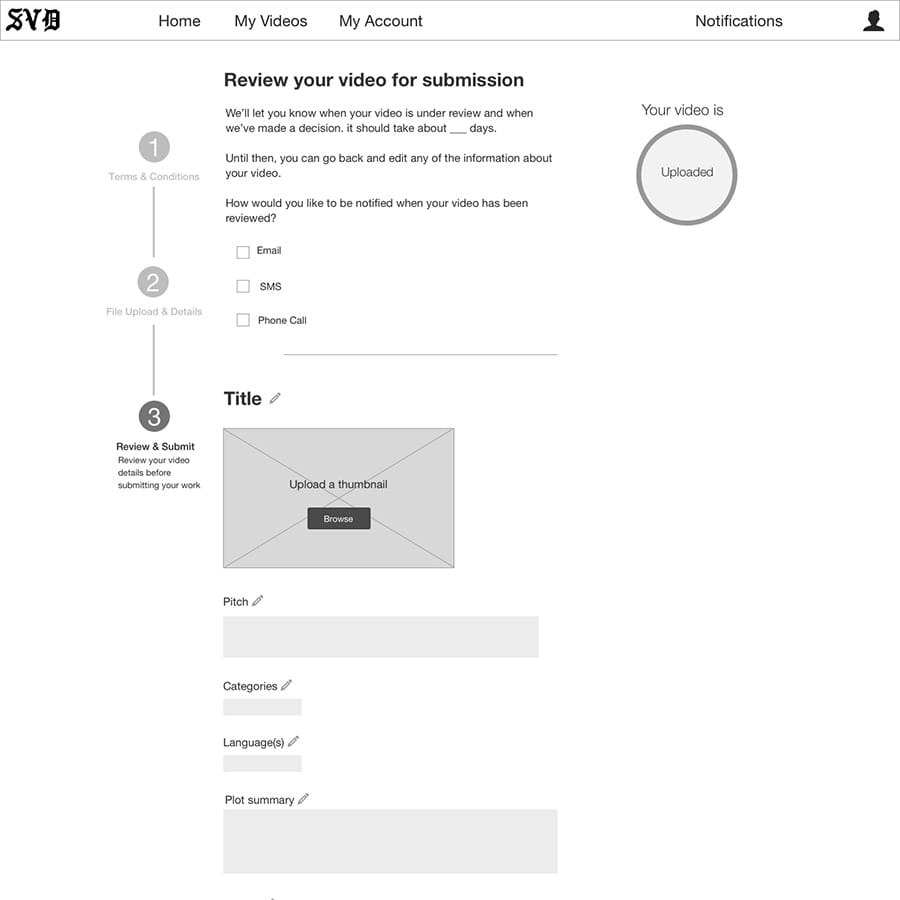 SVD
Home
My Videos
My Account
Notifications
Review your video for submission
We'll let you know when your video is under review and when
we've made a decision. it should take about ___ days.
Until then, you can go back and edit any of the information about
your video.
How would you like to be notified when your video has been
reviewed?
Email
SMS
Phone Call
Your video is
Uploaded
1
Terms & Conditions
2
File Upload & Details
3
Review & Submit
Review your video
details before
submitting your work
Title
Upload a thumbnail
Browse
Pitch
Categories
Language(s)
Plot summary